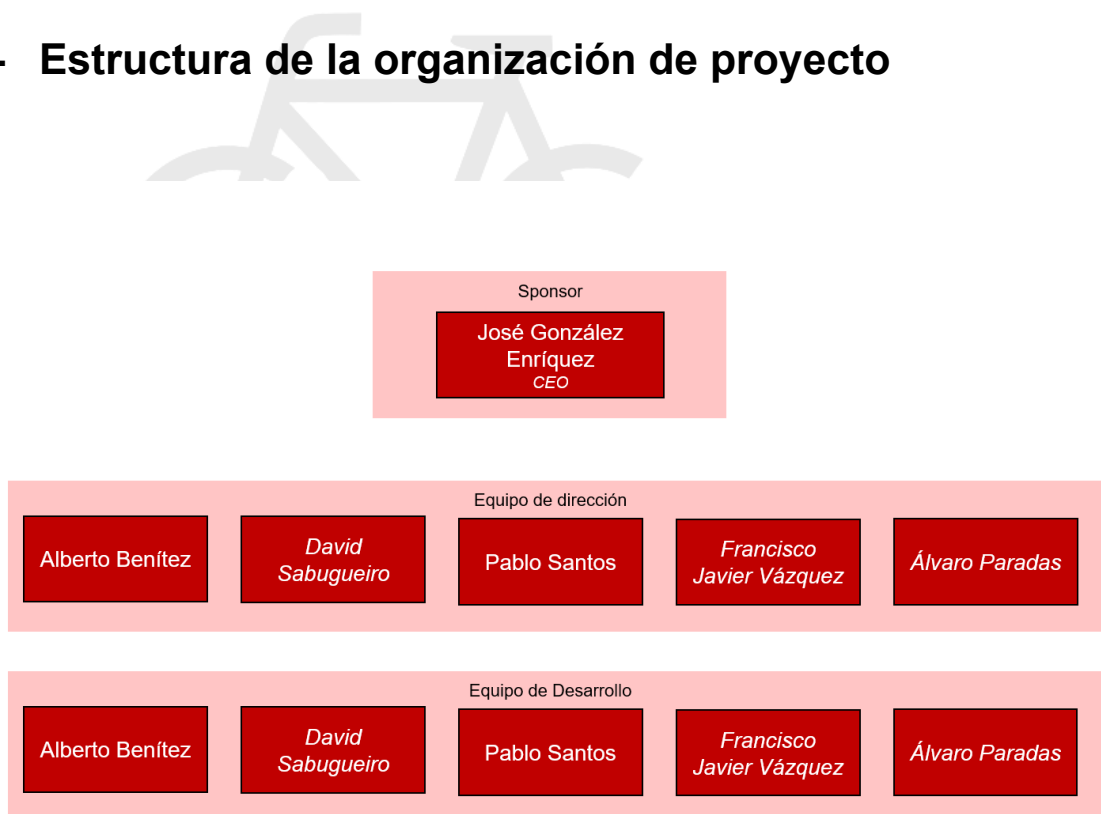 - Estructura de la organización de proyecto
Sponsor
José González
Enríquez
CEO
Equipo de dirección
Alberto Benítez
David
Sabugueiro
Pablo Santos
Francisco
Javier Vázquez
Álvaro Paradas
Equipo de Desarrollo
Alberto Benítez
David
Sabugueiro
Pablo Santos
Francisco
Javier Vázquez
Álvaro Paradas